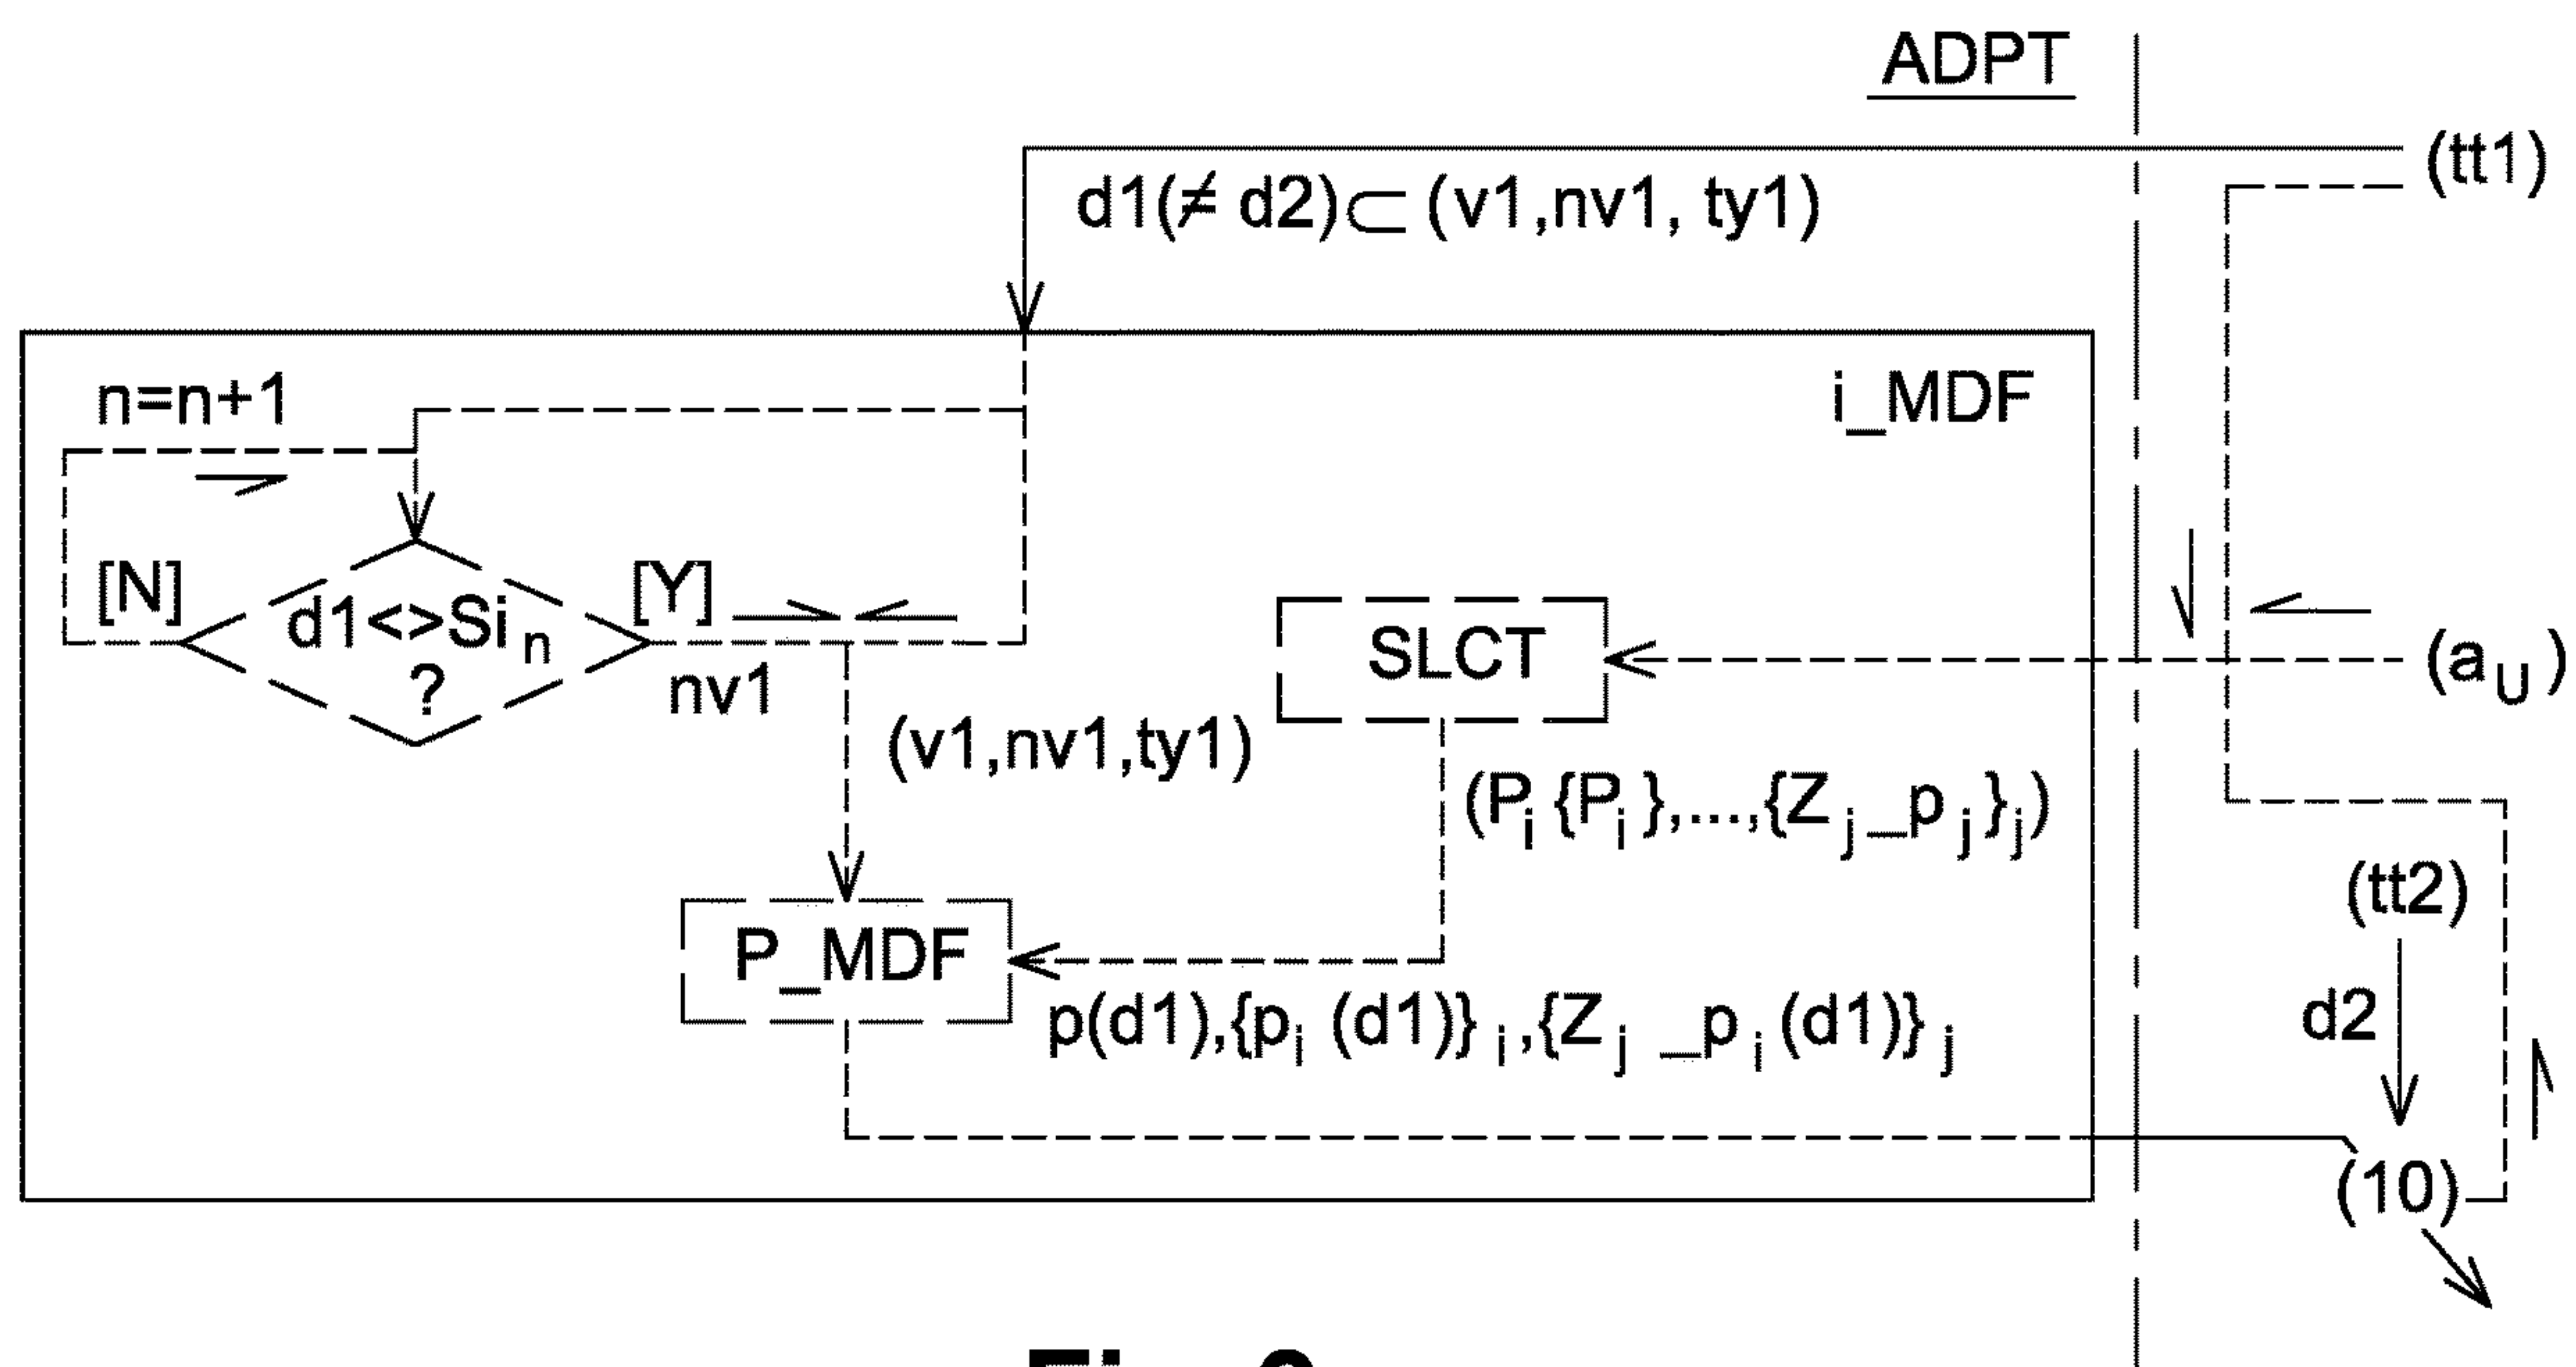 ADPT
(tt1)
d1(≠ d2)⊂ (v1,nv1, ty1)
n=n+1
i_MDF
[N]
d1<>Si n
?
[Y]
nv1
SLCT
(a U )
(v1,nv1,ty1)
(P i {P i },...,{Z j _p j } j )
(tt2)
P_MDF
d2
p(d1),{p i (d1)} i ,{Z j _p i (d1)} j
(10)